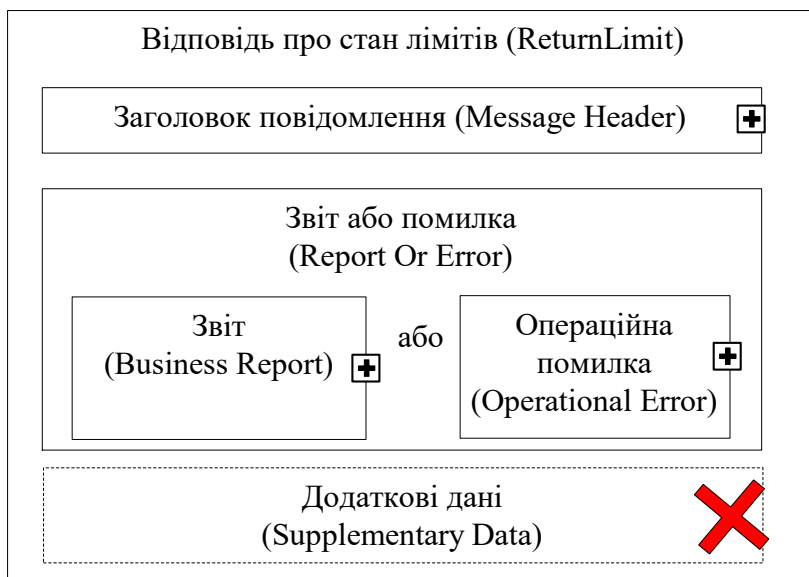 Відповідь про стан лімітів (ReturnLimit)
Заголовок повідомлення (Message Header)
Звіт або помилка
(Report Or Error)
Звіт
(Business Report)
або
Операційна
помилка
(Operational Error)
Додаткові дані
(Supplementary Data)